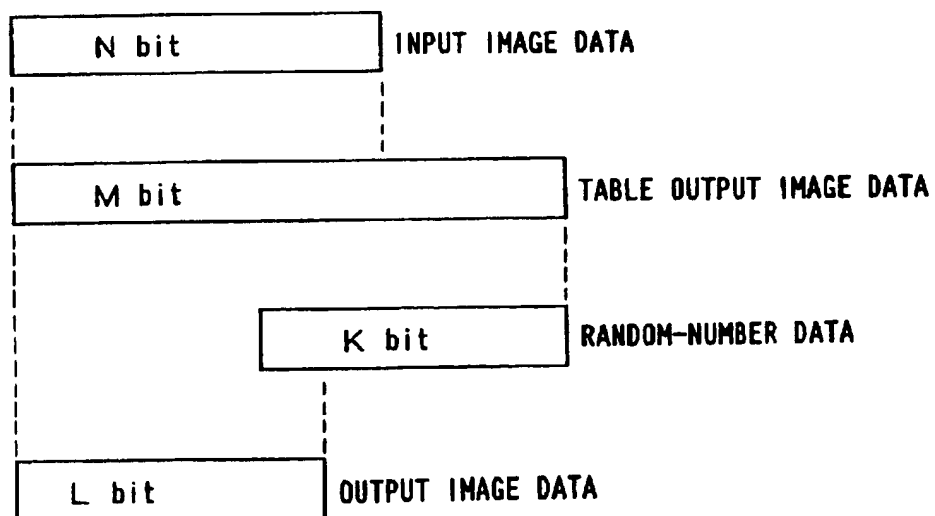 N bit INPUT IMAGE DATA
M bit TABLE OUTPUT IMAGE DATA
K bit RANDOM-NUMBER DATA
L bit OUTPUT IMAGE DATA